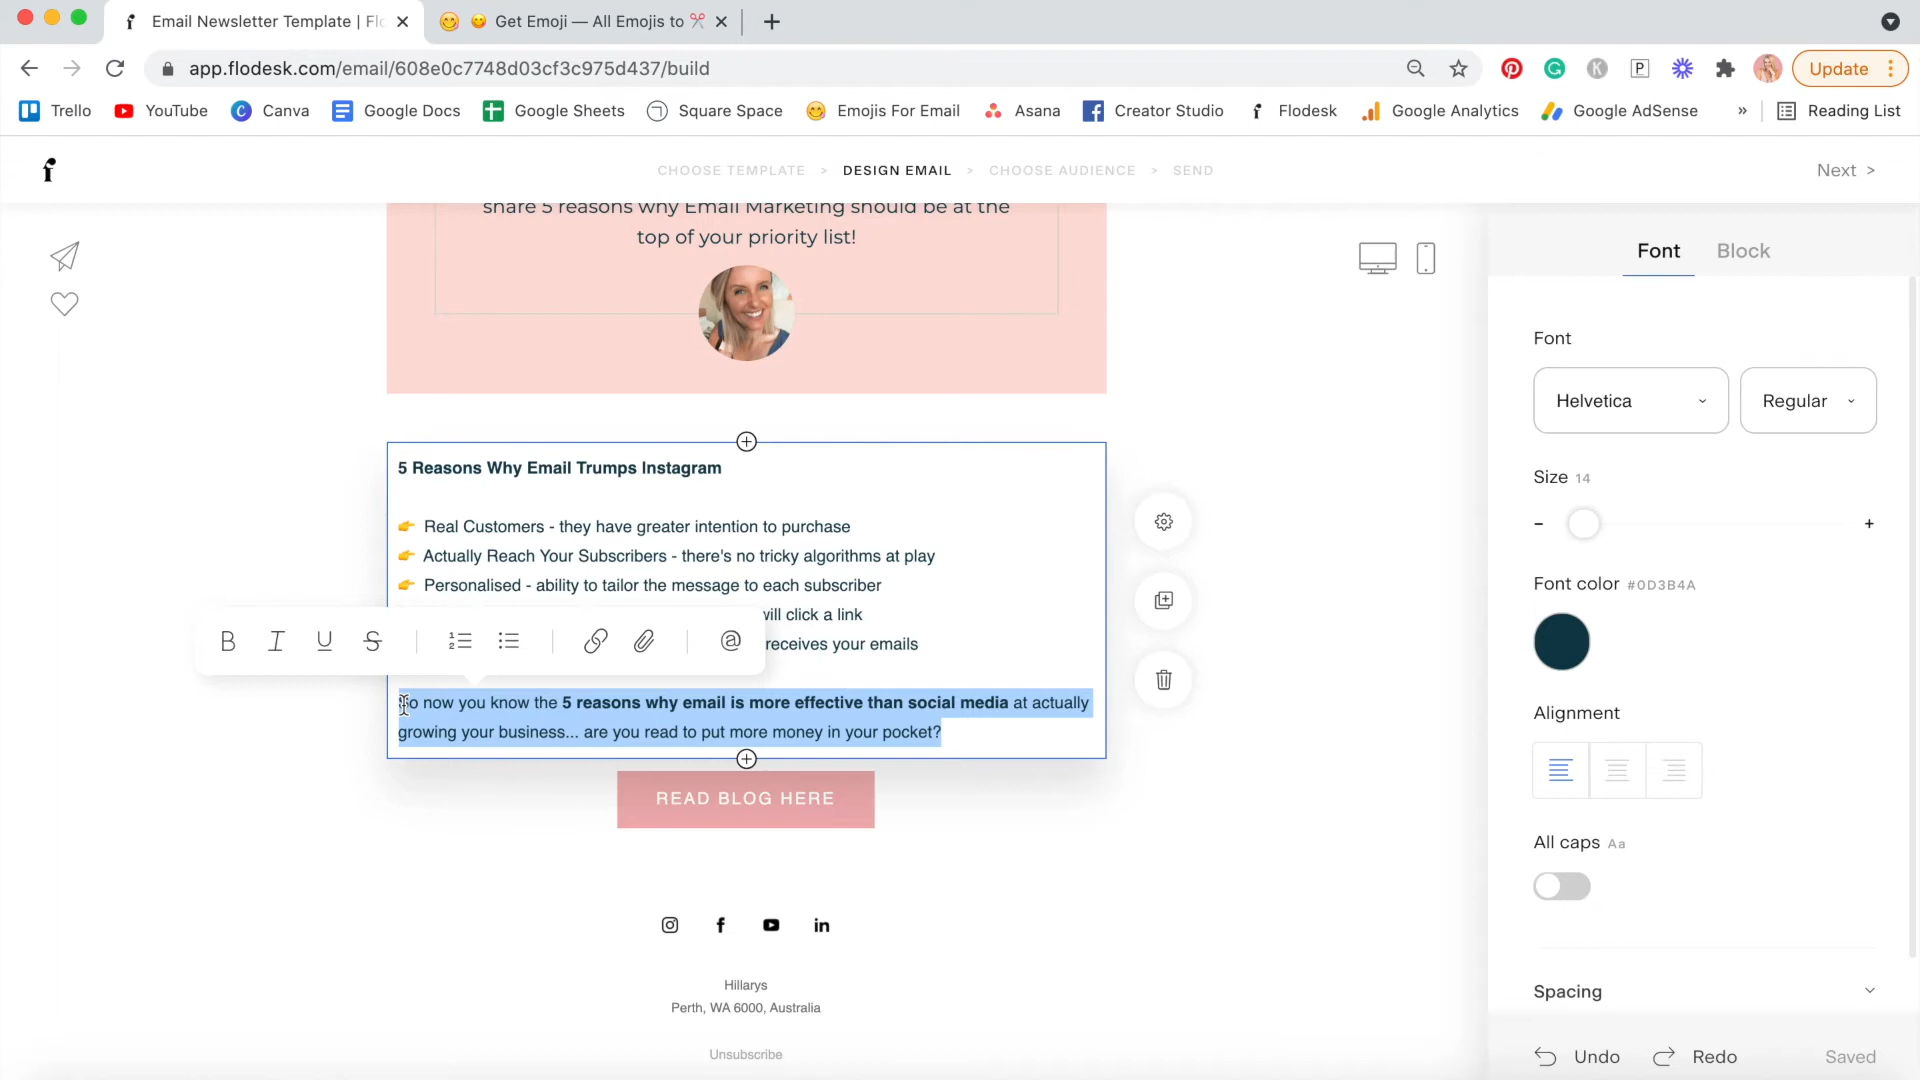 Email Newsletter Template | Flo
Get Emoji — All Emojis to
app.flodesk.com/email/608e0c7748d03cf3c975d437/build
Update
Trello
YouTube
Canva
Google Docs
Google Sheets
Square Space
Emojis For Email
Asana
Creator Studio
Flodesk
Google Analytics
Google AdSense
»
Reading List
CHOOSE TEMPLATE > DESIGN EMAIL > CHOOSE AUDIENCE > SEND
Next >
share 5 reasons why Email Marketing should be at the
top of your priority list!
5 Reasons Why Email Trumps Instagram
👉 Real Customers - they have greater intention to purchase
👉 Actually Reach Your Subscribers - there's no tricky algorithms at play
👉 Personalised - ability to tailor the message to each subscriber
will click a link
receives your emails
So now you know the 5 reasons why email is more effective than social media at actually
growing your business... are you read to put more money in your pocket?
READ BLOG HERE
Hillarys
Perth, WA 6000, Australia
Unsubscribe
Font
Block
Font
Helvetica
Regular
Size 14
- +
Font color #0D3B4A
Alignment
All caps Aa
Spacing
Undo
Redo
Saved